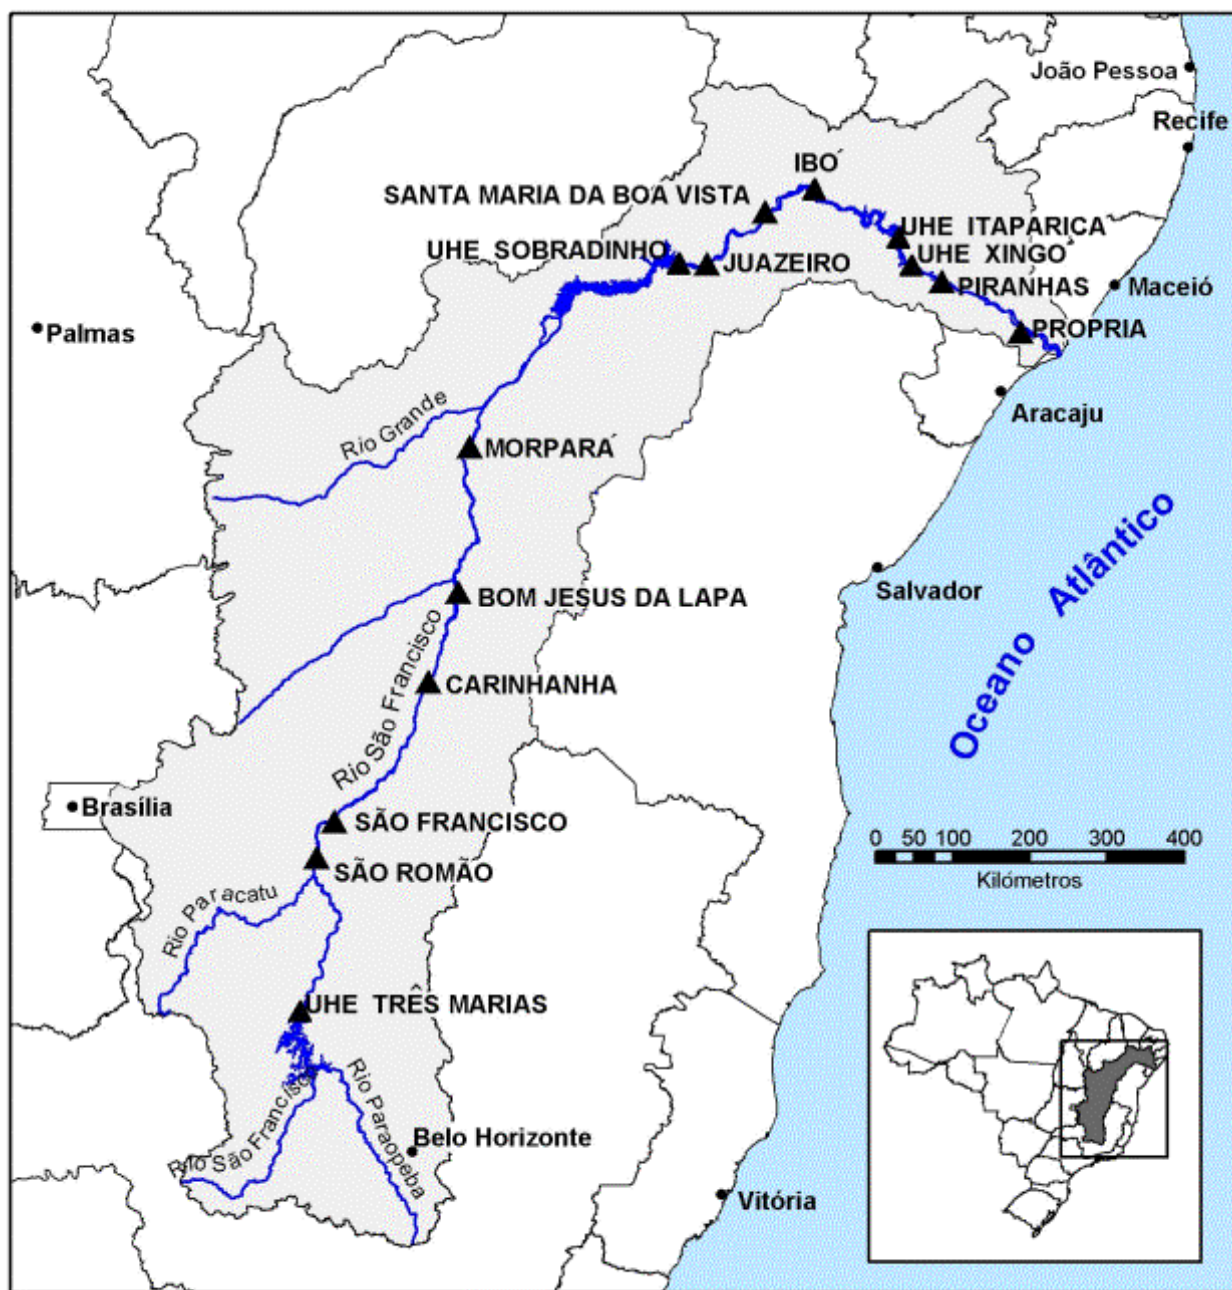 João Pessoa
Recife
IBÓ
SANTA MARIA DA BOA VISTA
UHE ITAPARICA
UHE SOBRADINHO
JUAZEIRO
UHE XINGÓ
PIRANHAS
Maceió
Palmas
PROPRIA
Aracaju
Rio Grande
MORPARÁ
Oceano Atlântico
Salvador
BOM JESUS DA LAPA
Rio São Francisco
CARINHANHA
Brasília
SÃO FRANCISCO
0 50 100 200 300 400
Kilómetros
SÃO ROMÃO
Rio Paracatu
UHE TRÊS MARIAS
Rio São Francisco
Rio Paraopeba
Belo Horizonte
Vitória